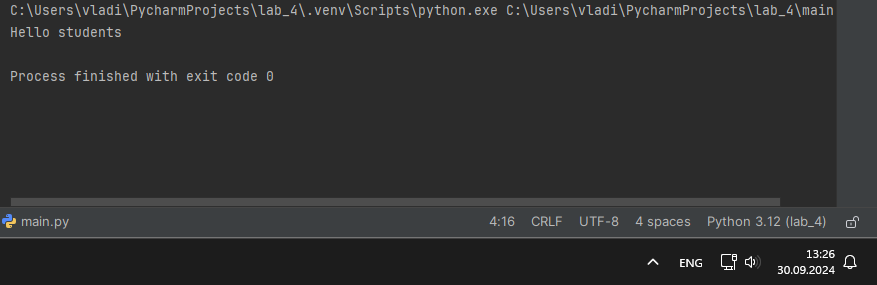 C:\Users\vladi\PycharmProjects\lab_4\.venv\Scripts\python.exe C:\Users\vladi\PycharmProjects\lab_4\main
Hello students
Process finished with exit code 0
main.py 4:16 CRLF UTF-8 4 spaces Python 3.12 (lab_4)
ENG 13:26
30.09.2024